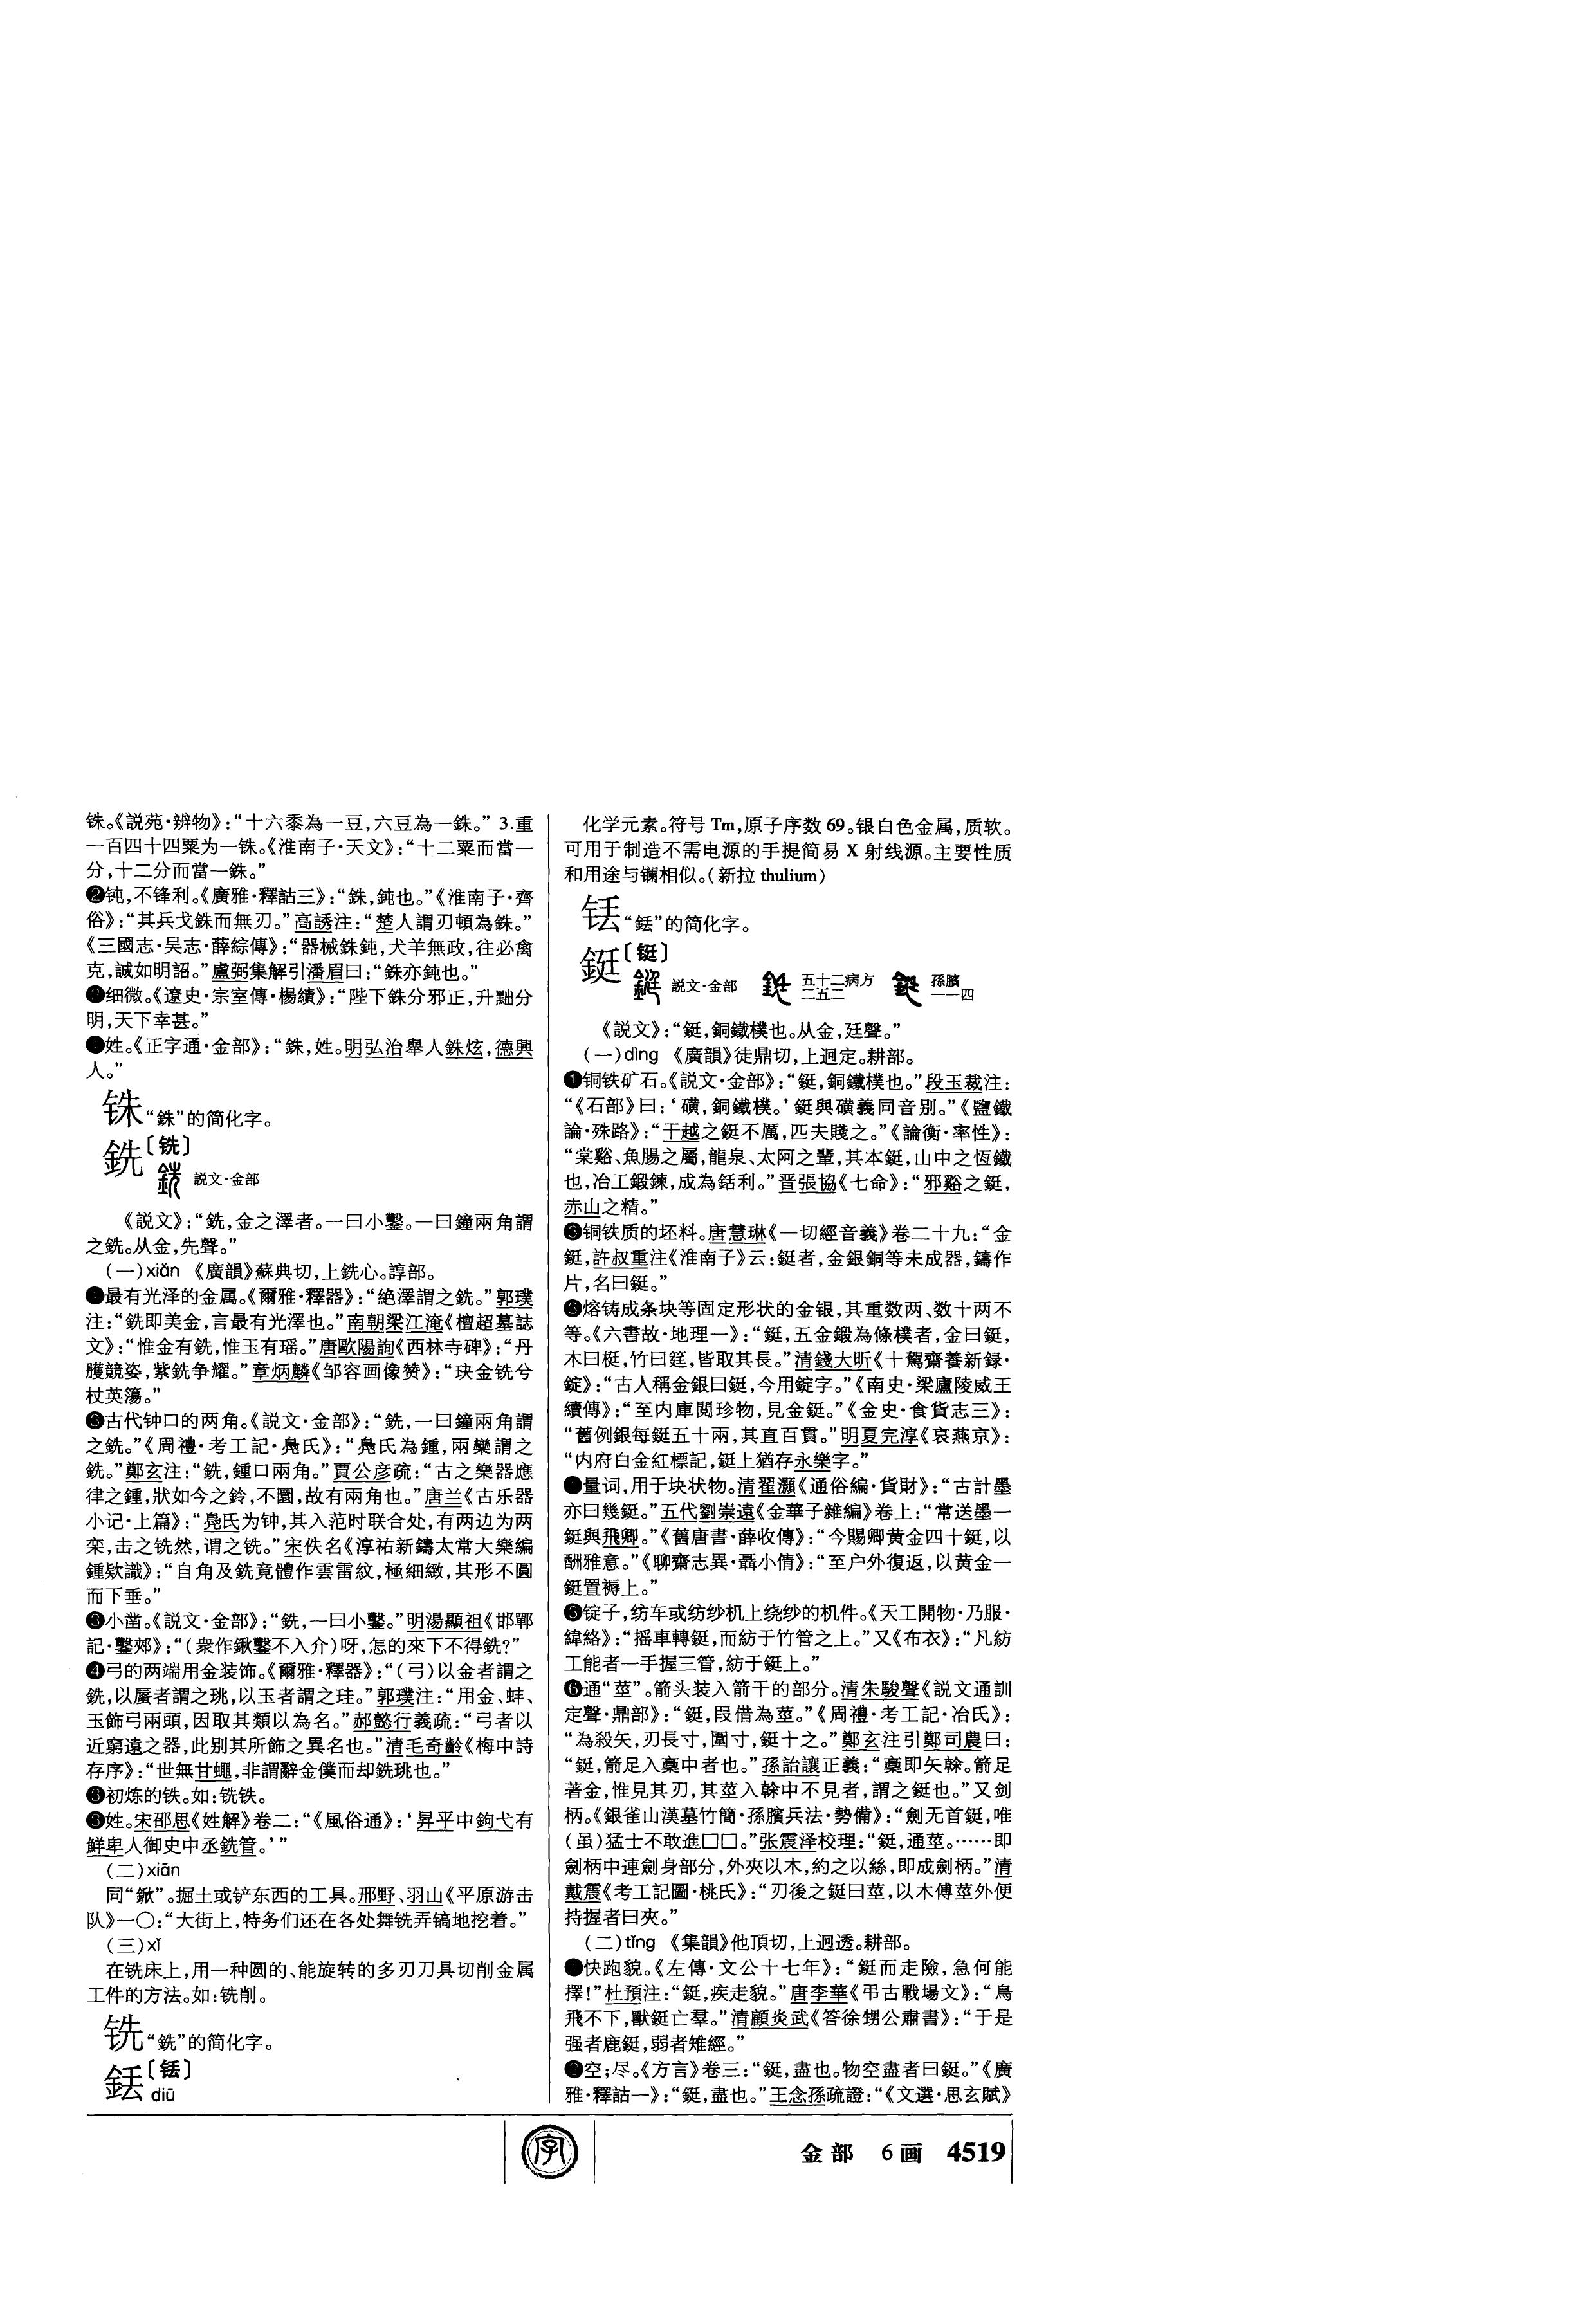 铢。《説苑·辨物》：“十六黍為一豆，六豆為一銖。” 3.重
一百四十四粟为一铢。《淮南子·天文》：“十二粟而當一
分，十二分而當一銖。”
❷钝，不锋利。《廣雅·釋詁三》：“銖，鈍也。”《淮南子·齊
俗》：“其兵戈銖而無刃。”高誘注：“楚人謂刃頓為銖。”
《三國志·吴志·薛綜傳》：“器械銖鈍，犬羊無政，往必禽
克，誠如明詔。”盧弼集解引潘眉曰：“銖亦鈍也。”
❸细微。《遼史·宗室傳·楊績》：“陛下銖分邪正，升黜分
明，天下幸甚。”
❹姓。《正字通·金部》：“銖，姓。明弘治舉人銖炫，德興
人。”
铢“銖”的简化字。
銑〔铣〕
説文·金部
《説文》：“銑，金之澤者。一曰小鑿。一曰鐘兩角謂
之銑。从金，先聲。”
（一）xiǎn 《廣韻》蘇典切，上銑心。諄部。
❶最有光泽的金属。《爾雅·釋器》：“絶澤謂之銑。”郭璞
注：“銑即美金，言最有光澤也。”南朝梁江淹《檀超墓誌
文》：“惟金有銑，惟玉有瑶。”唐歐陽詢《西林寺碑》：“丹
雘競姿，紫銑争耀。”章炳麟《邹容画像赞》：“玦金铣兮
杖英簜。”
❷古代钟口的两角。《説文·金部》：“銑，一曰鐘兩角謂
之銑。”《周禮·考工記·鳧氏》：“鳧氏為鍾，兩欒謂之
銑。”鄭玄注：“銑，鍾口兩角。”賈公彦疏：“古之樂器應
律之鍾，狀如今之鈴，不圜，故有兩角也。”唐兰《古乐器
小记·上篇》：“凫氏为钟，其入范时联合处，有两边为两
栾，击之铣然，谓之铣。”宋佚名《淳祐新鑄太常大樂編
鍾欵識》：“自角及銑竟體作雲雷紋，極細緻，其形不圓
而下垂。”
❸小凿。《説文·金部》：“銑，一曰小鑿。”明湯顯祖《邯鄲
記·鑿郟》：“（衆作鍬鑿不入介）呀，怎的來下不得銑？”
❹弓的两端用金装饰。《爾雅·釋器》：“（弓）以金者謂之
銑，以蜃者謂之珧，以玉者謂之珪。”郭璞注：“用金、蚌、
玉飾弓兩頭，因取其類以為名。”郝懿行義疏：“弓者以
近窮遠之器，此别其所飾之異名也。”清毛奇齡《梅中詩
存序》：“世無甘蠅，非謂辭金僕而却銑珧也。”
❺初炼的铁。如：铣铁。
❻姓。宋邵思《姓解》卷二：“《風俗通》：‘昇平中鉤弋有
鮮卑人御史中丞銑管。’”
（二）xiān
同“鍁”。掘土或铲东西的工具。邢野、羽山《平原游击
队》一〇：“大街上，特务们还在各处舞铣弄镐地挖着。”
（三）xǐ
在铣床上，用一种圆的、能旋转的多刃刀具切削金属
工件的方法。如：铣削。
铣“銑”的简化字。
銩〔铥〕
diū
化学元素。符号 Tm，原子序数 69。银白色金属，质软。
可用于制造不需电源的手提简易 X 射线源。主要性质
和用途与镧相似。（新拉 thulium）
铥“銩”的简化字。
鋌〔铤〕
説文·金部 五十二病方二五二 孫臏一一四
《説文》：“鋌，銅鐵樸也。从金，廷聲。”
（一）dìng 《廣韻》徒鼎切，上迥定。耕部。
❶铜铁矿石。《説文·金部》：“鋌，銅鐵樸也。”段玉裁注：
“《石部》曰：‘磺，銅鐵樸。’鋌與磺義同音别。”《鹽鐵
論·殊路》：“干越之鋌不厲，匹夫賤之。”《論衡·率性》：
“棠谿、魚腸之屬，龍泉、太阿之輩，其本鋌，山中之恆鐵
也，冶工鍛鍊，成為銛利。”晋張協《七命》：“邪谿之鋌，
赤山之精。”
❷铜铁质的坯料。唐慧琳《一切經音義》卷二十九：“金
鋌，許叔重注《淮南子》云：鋌者，金銀銅等未成器，鑄作
片，名曰鋌。”
❸熔铸成条块等固定形状的金银，其重数两、数十两不
等。《六書故·地理一》：“鋌，五金鍛為條樸者，金曰鋌，
木曰梃，竹曰筳，皆取其長。”清錢大昕《十駕齋養新録·
錠》：“古人稱金銀曰鋌，今用錠字。”《南史·梁廬陵威王
續傳》：“至内庫閲珍物，見金鋌。”《金史·食貨志三》：
“舊例銀每鋌五十兩，其直百貫。”明夏完淳《哀燕京》：
“内府白金紅標記，鋌上猶存永樂字。”
❹量词，用于块状物。清翟灝《通俗編·貨財》：“古計墨
亦曰幾鋌。”五代劉崇遠《金華子雜編》卷上：“常送墨一
鋌與飛卿。”《舊唐書·薛收傳》：“今賜卿黄金四十鋌，以
酬雅意。”《聊齋志異·聶小倩》：“至户外復返，以黄金一
鋌置褥上。”
❺锭子，纺车或纺纱机上绕纱的机件。《天工開物·乃服·
緯絡》：“摇車轉鋌，而紡于竹管之上。”又《布衣》：“凡紡
工能者一手握三管，紡于鋌上。”
❻通“莖”。箭头装入箭干的部分。清朱駿聲《説文通訓
定聲·鼎部》：“鋌，叚借為莖。”《周禮·考工記·冶氏》：
“為殺矢，刃長寸，圍寸，鋌十之。”鄭玄注引鄭司農曰：
“鋌，箭足入稾中者也。”孫詒讓正義：“稾即矢榦。箭足
著金，惟見其刃，其莖入榦中不見者，謂之鋌也。”又剑
柄。《銀雀山漢墓竹簡·孫臏兵法·勢備》：“劍无首鋌，唯
（虽）猛士不敢進□□。”张震泽校理：“鋌，通莖。……即
劍柄中連劍身部分，外夾以木，約之以絲，即成劍柄。”清
戴震《考工記圖·桃氏》：“刃後之鋌曰莖，以木傅莖外便
持握者曰夾。”
（二）tǐng 《集韻》他頂切，上迥透。耕部。
❶快跑貌。《左傳·文公十七年》：“鋌而走險，急何能
擇！”杜預注：“鋌，疾走貌。”唐李華《弔古戰場文》：“鳥
飛不下，獸鋌亡羣。”清顧炎武《答徐甥公肅書》：“于是
强者鹿鋌，弱者雉經。”
❷空；尽。《方言》卷三：“鋌，盡也。物空盡者曰鋌。”《廣
雅·釋詁一》：“鋌，盡也。”王念孫疏證：“《文選·思玄賦》
字
金部 6画 4519